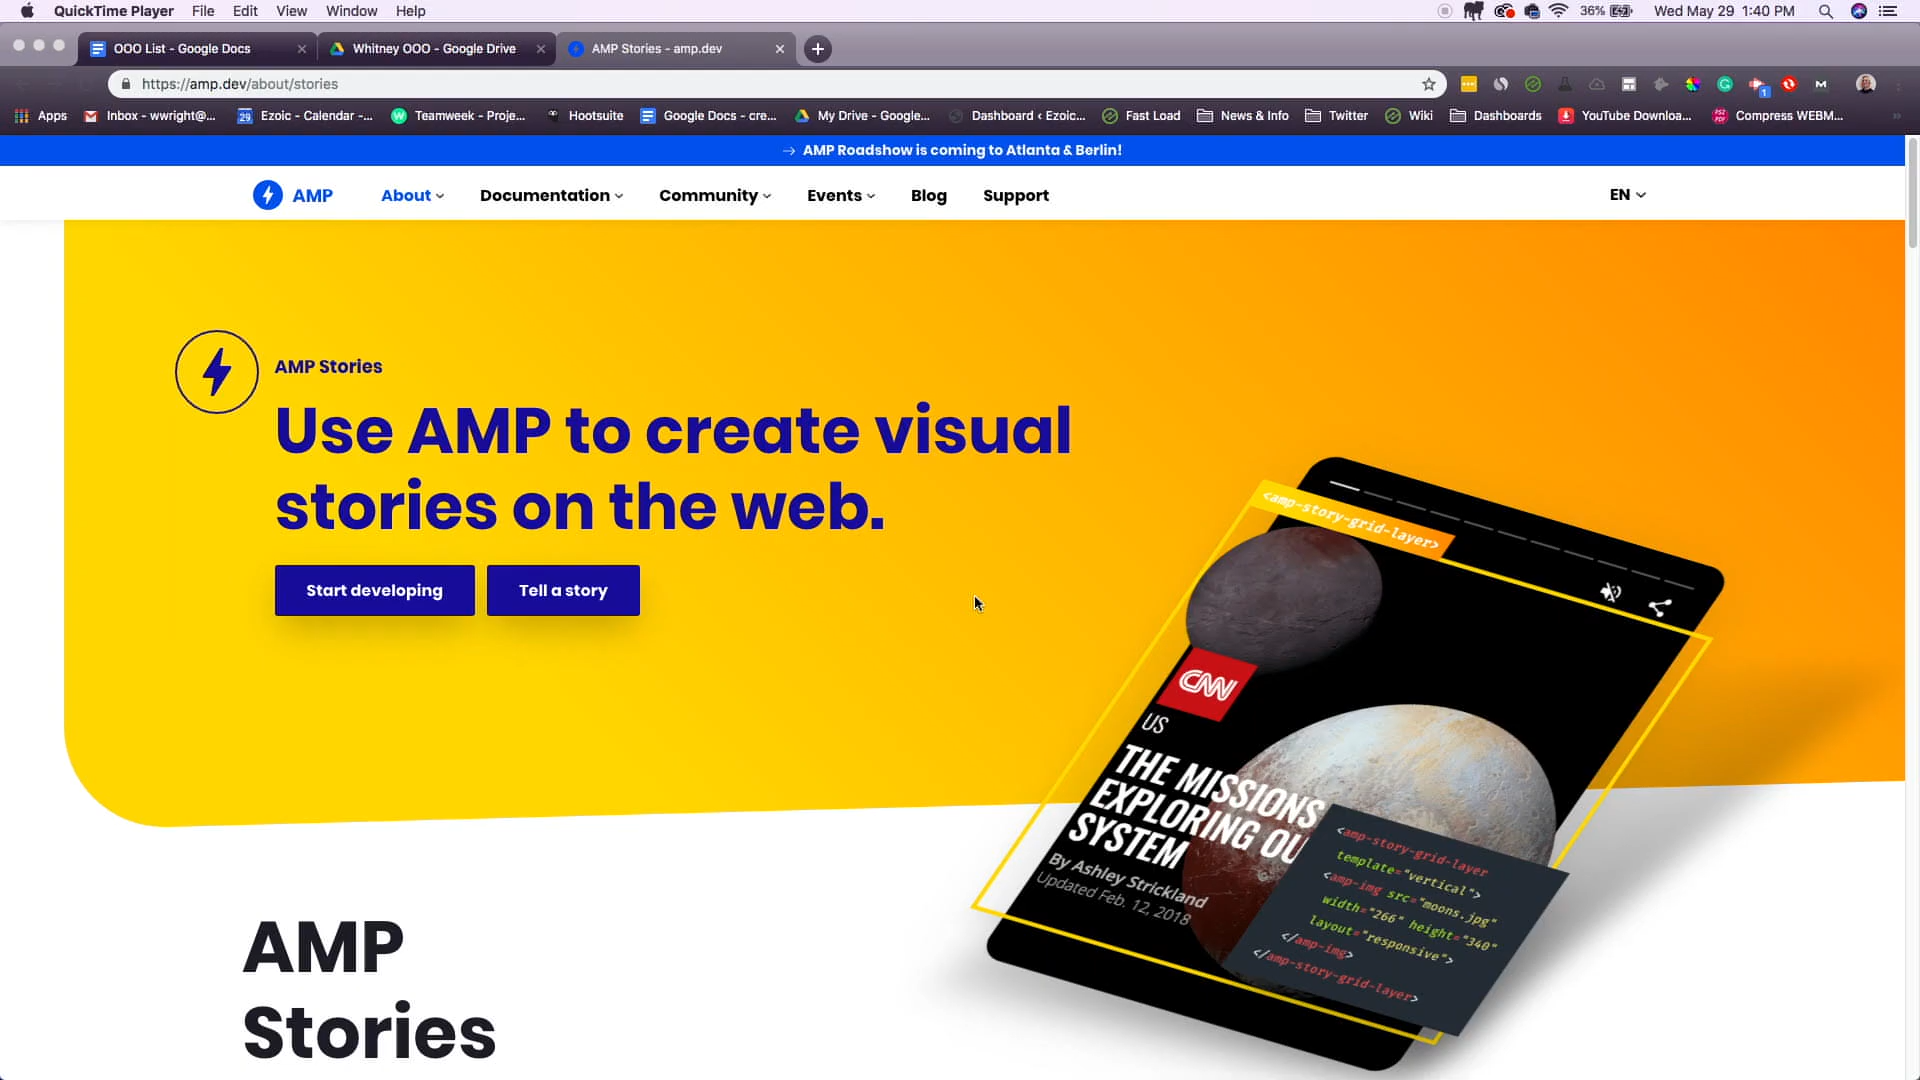 QuickTime Player File Edit View Window Help 36% Wed May 29 1:40 PM
OOO List - Google Docs Whitney OOO - Google Drive AMP Stories - amp.dev
https://amp.dev/about/stories
Apps Inbox - wwright@... 29 Ezoic - Calendar -... Teamweek - Proje... Hootsuite Google Docs - cre... My Drive - Google... Dashboard ‹ Ezoic... Fast Load News & Info Twitter Wiki Dashboards YouTube Downloa... Compress WEBM...
→ AMP Roadshow is coming to Atlanta & Berlin!
AMP About Documentation Community Events Blog Support EN
AMP Stories
Use AMP to create visual
stories on the web.
Start developing Tell a story
<amp-story-grid-layer>
CNN
US
THE MISSIONS
EXPLORING OU
SYSTEM
By Ashley Strickland
Updated Feb. 12, 2018
<amp-story-grid-layer
template="vertical">
<amp-img src="moons.jpg"
width="266" height="340"
layout="responsive">
</amp-img>
</amp-story-grid-layer>
AMP
Stories